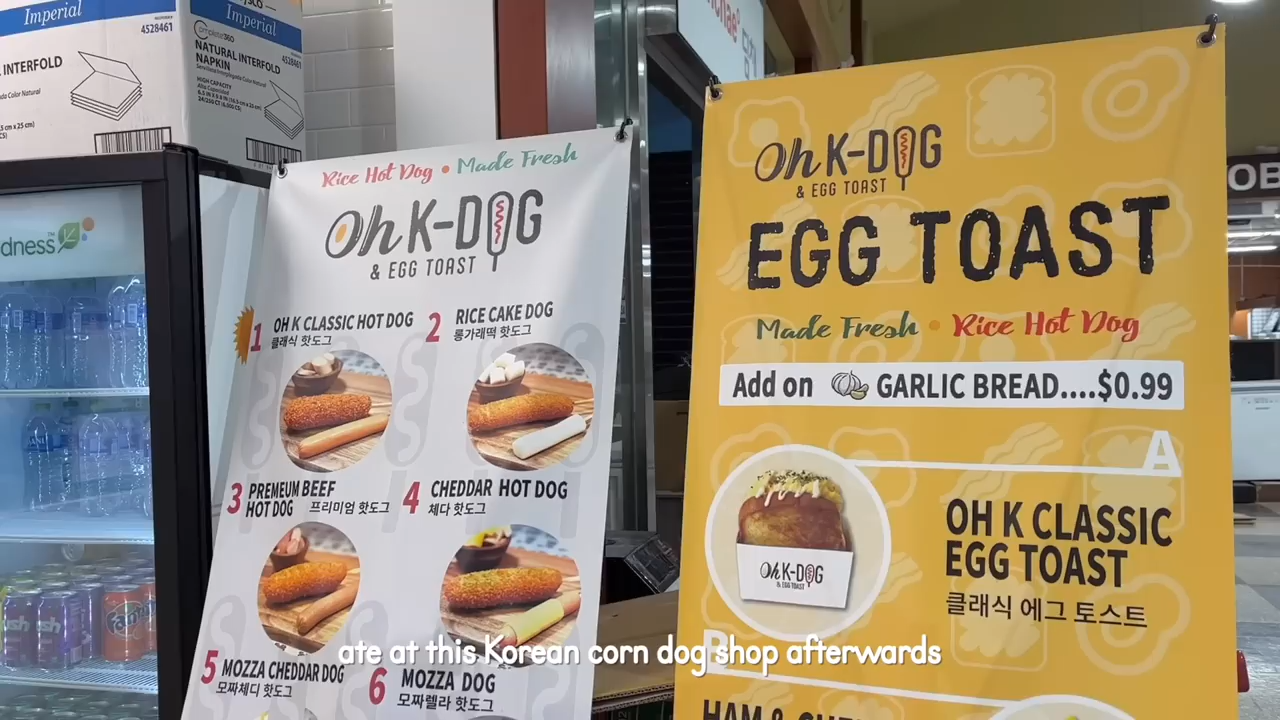 Imperial
INTERFOLD
Imperial
4528461
NATURAL INTERFOLD
NAPKIN
HIGH CAPACITY
Rice Hot Dog • Made Fresh
Oh K-DOG
& EGG TOAST
1 OH K CLASSIC HOT DOG
클래식 핫도그
2 RICE CAKE DOG
롱가래떡 핫도그
3 PREMEUM BEEF
HOT DOG 프리미엄 핫도그
4 CHEDDAR HOT DOG
체다 핫도그
5 MOZZA CHEDDAR DOG
모짜체디 핫도그
6 MOZZA DOG
모짜렐라 핫도그
Oh K-DOG
& EGG TOAST
EGG TOAST
Made Fresh • Rice Hot Dog
Add on GARLIC BREAD....$0.99
A
OH K CLASSIC
EGG TOAST
클래식 에그 토스트
Oh K-DOG
& EGG TOAST
B
dness
Fanta
ate at this Korean corn dog shop afterwards